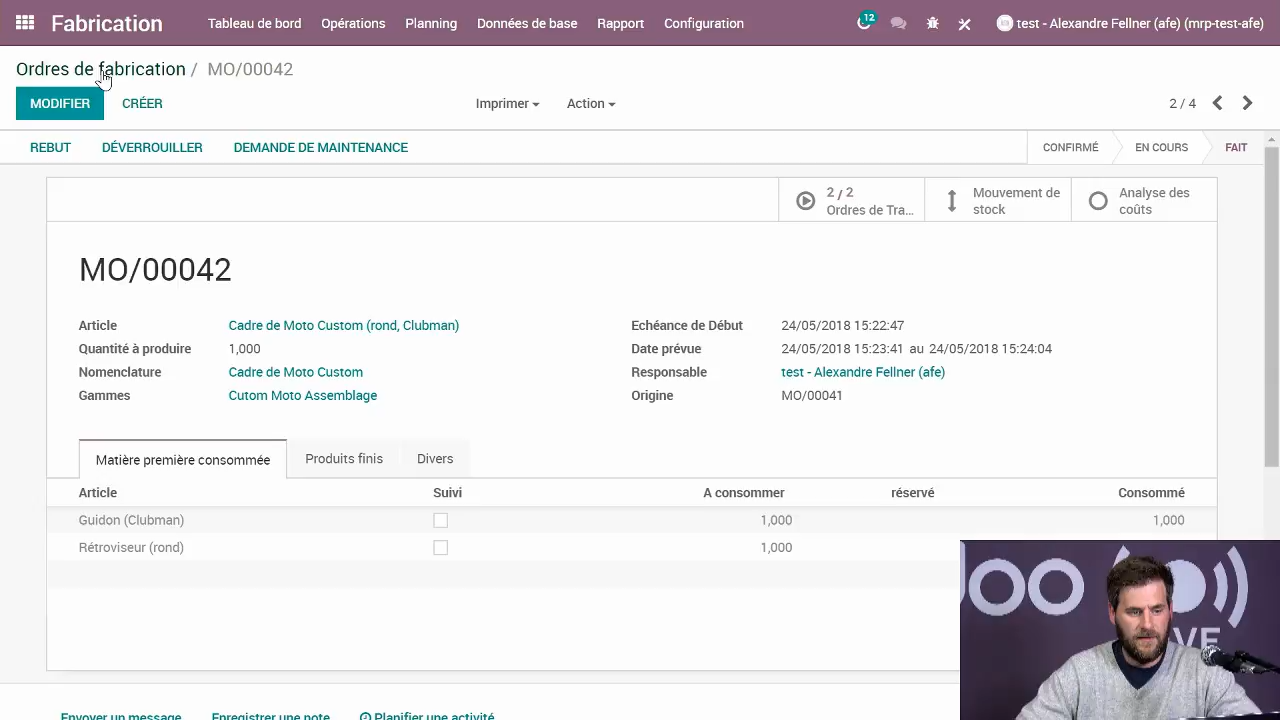 Fabrication
Tableau de bord Opérations Planning Données de base Rapport Configuration
12
test - Alexandre Fellner (afe) (mrp-test-afe)
Ordres de fabrication / MO/00042
MODIFIER CRÉER Imprimer Action 2 / 4
REBUT DÉVERROUILLER DEMANDE DE MAINTENANCE CONFIRMÉ EN COURS FAIT
2 / 2
Ordres de Tra...
Mouvement de
stock
Analyse des
coûts
MO/00042
Article Cadre de Moto Custom (rond, Clubman)
Quantité à produire 1,000
Nomenclature Cadre de Moto Custom
Gammes Cutom Moto Assemblage
Echéance de Début 24/05/2018 15:22:47
Date prévue 24/05/2018 15:23:41 au 24/05/2018 15:24:04
Responsable test - Alexandre Fellner (afe)
Origine MO/00041
Matière première consommée Produits finis Divers
Article Suivi A consommer réservé Consommé
Guidon (Clubman) 1,000 1,000
Rétroviseur (rond) 1,000
Envoyer un message Enregistrer une note Planifier une activité